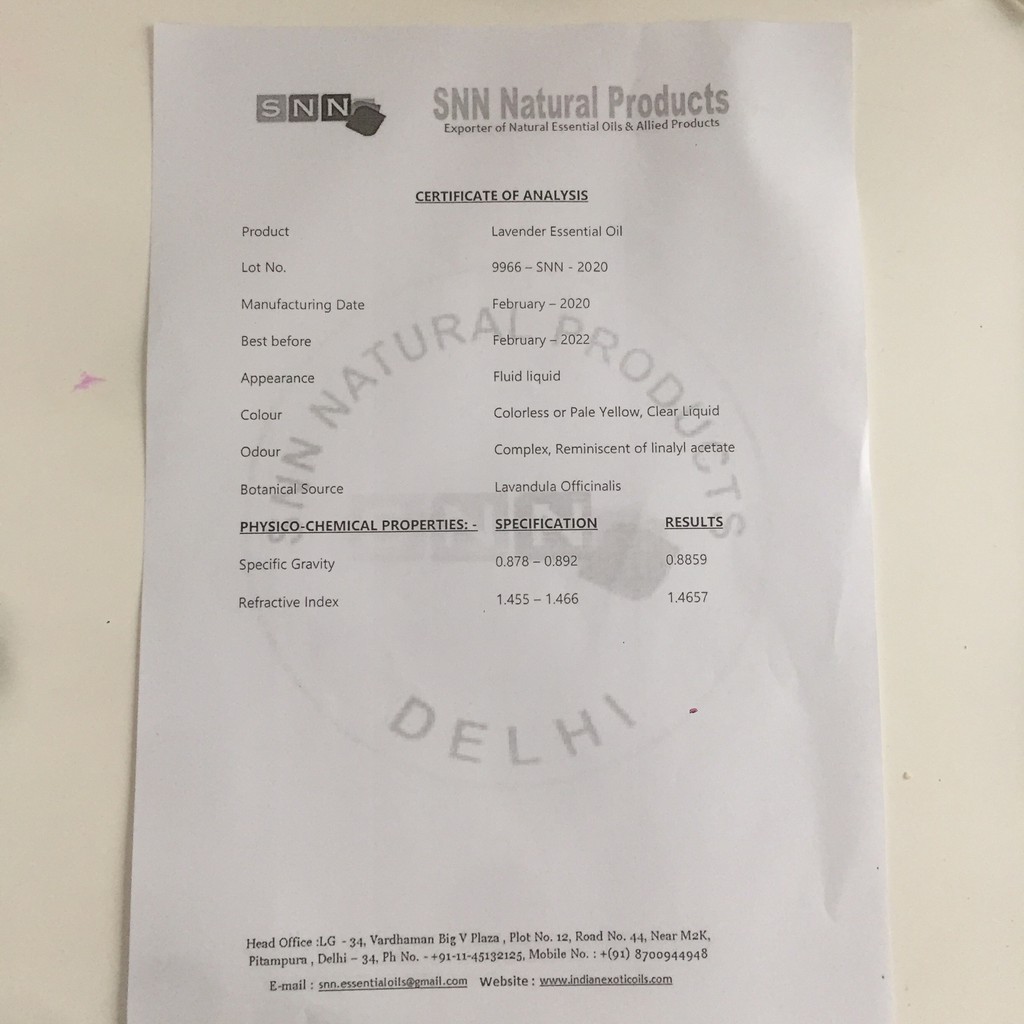 SNN
SNN Natural Products
Exporter of Natural Essential Oils & Allied Products
CERTIFICATE OF ANALYSIS
Product Lavender Essential Oil
Lot No. 9966 – SNN - 2020
Manufacturing Date February – 2020
Best before February – 2022
Appearance Fluid liquid
Colour Colorless or Pale Yellow, Clear Liquid
Odour Complex, Reminiscent of linalyl acetate
Botanical Source Lavandula Officinalis
PHYSICO-CHEMICAL PROPERTIES: - SPECIFICATION RESULTS
Specific Gravity 0.878 – 0.892 0.8859
Refractive Index 1.455 – 1.466 1.4657
SNN NATURAL PRODUCTS
DELHI
Head Office :LG - 34, Vardhaman Big V Plaza , Plot No. 12, Road No. 44, Near M2K,
Pitampura , Delhi – 34, Ph No. - +91-11-45132125, Mobile No. : +(91) 8700944948
E-mail : snn.essentialoils@gmail.com Website : www.indianexoticoils.com